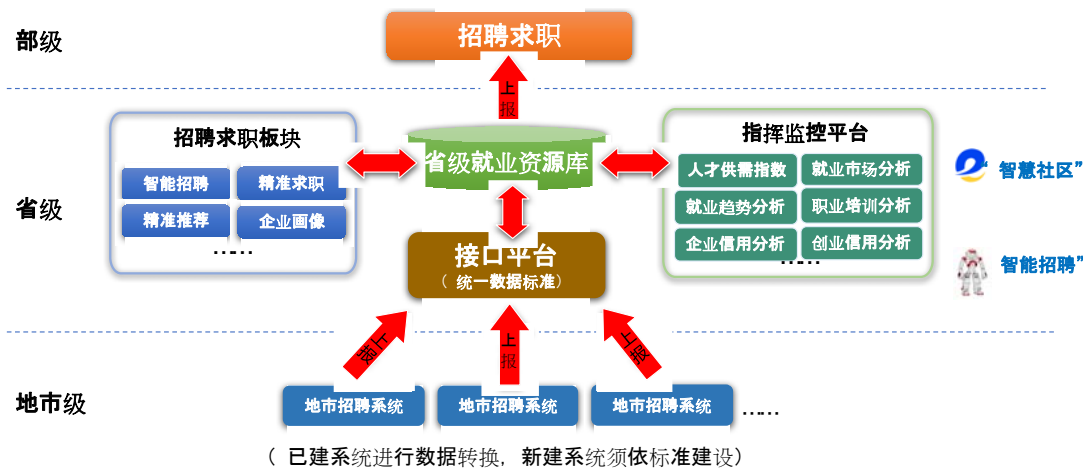 部级
招聘求职
上报
招聘求职板块
智能招聘
精准求职
精准推荐
企业画像
……
省级就业资源库
指挥监控平台
人才供需指数
就业市场分析
就业趋势分析
职业培训分析
企业信用分析
创业信用分析
……
智慧社区”
智能招聘”
省级
接口平台
（ 统一数据标准）
上报
上报
上报
地市级
地市招聘系统
地市招聘系统
地市招聘系统
……
（ 已建系统进行数据转换，新建系统须依标准建设）